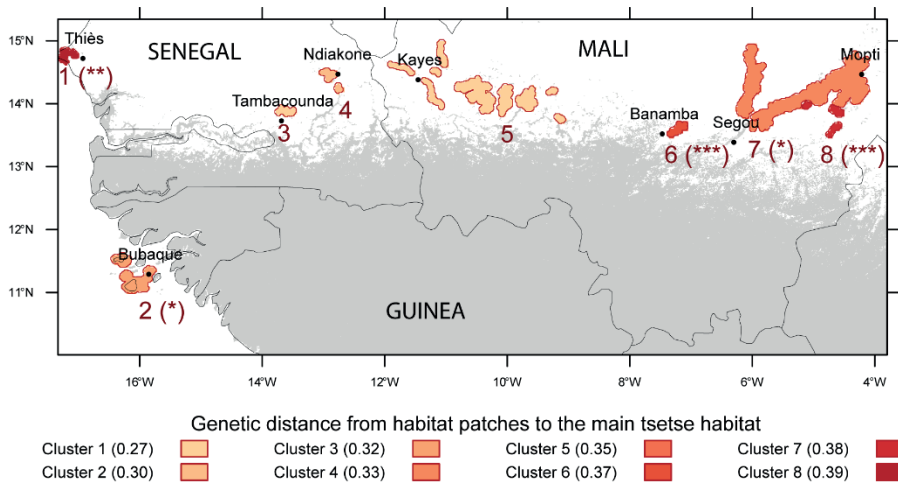 15°N
14°N
13°N
12°N
11°N
Thiès
SENEGAL
Ndiakone
Kayes
MALI
Mopti
1 (**)
4
Tambacounda
3
5
Banamba
Segou
6 (***)
7 (*)
8 (***)
Bubaque
2 (*)
GUINEA
16°W
14°W
12°W
10°W
8°W
6°W
4°W
Genetic distance from habitat patches to the main tsetse habitat
Cluster 1 (0.27)
Cluster 3 (0.32)
Cluster 5 (0.35)
Cluster 7 (0.38)
Cluster 2 (0.30)
Cluster 4 (0.33)
Cluster 6 (0.37)
Cluster 8 (0.39)